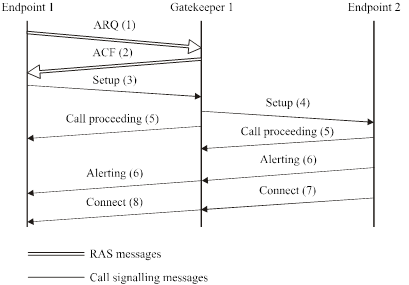 Endpoint 1 Gatekeeper 1 Endpoint 2
ARQ (1)
ACF (2)
Setup (3)
Setup (4)
Call proceeding (5)
Call proceeding (5)
Alerting (6)
Alerting (6)
Connect (7)
Connect (8)
RAS messages
Call signalling messages